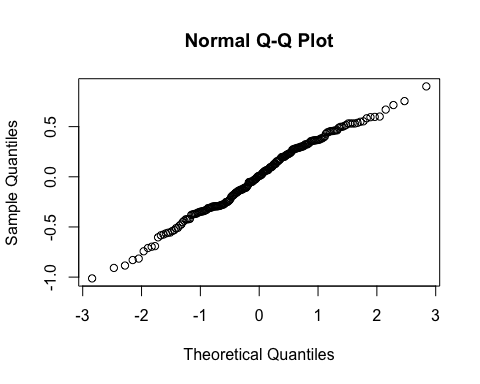 Normal Q-Q Plot
Sample Quantiles
0.5
0.0
-0.5
-1.0
-3 -2 -1 0 1 2 3
Theoretical Quantiles